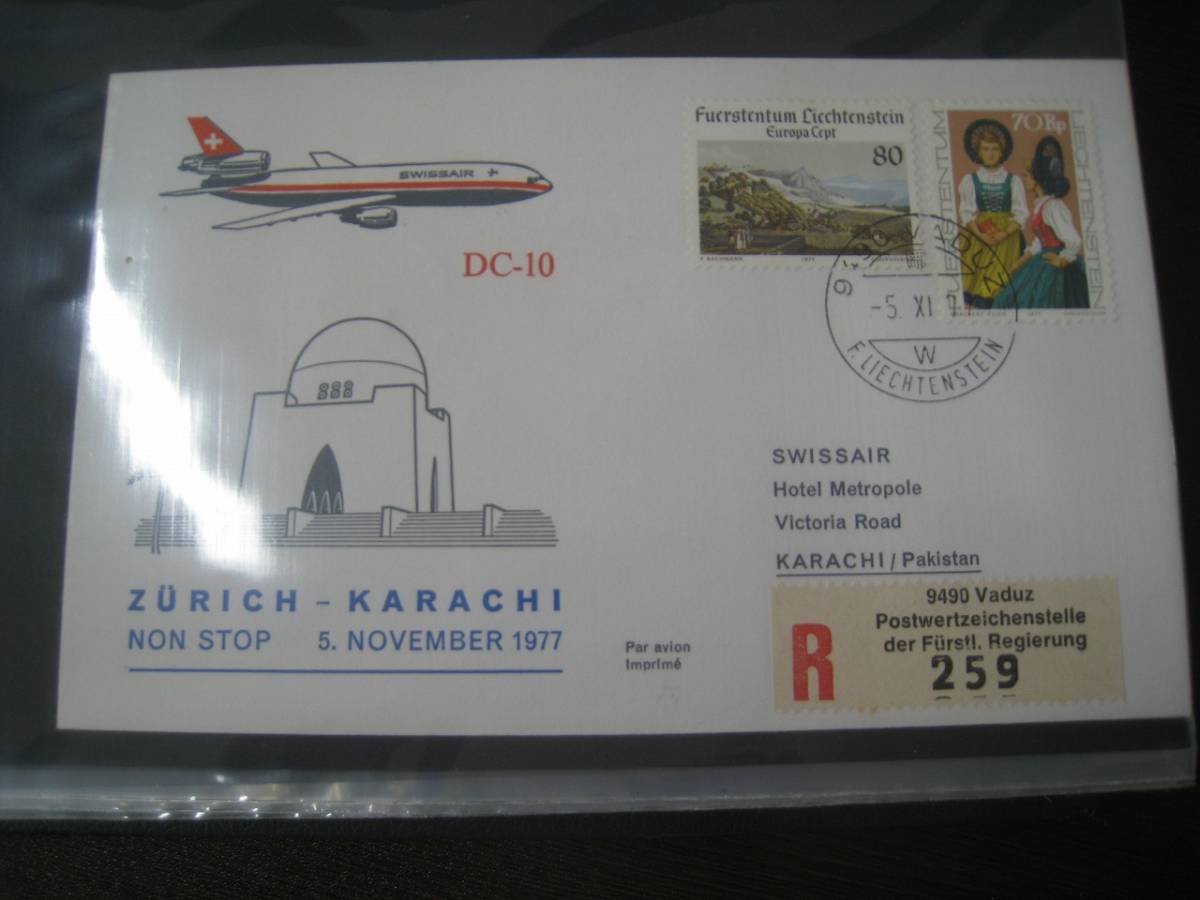 SWISSAIR
DC-10
Fuerstentum Liechtenstein
Europa Cept
80
1977
70 Rp
FUERSTENTUM
LIECHTENSTEIN
-5. XI
W
F. LIECHTENSTEIN
SWISSAIR
Hotel Metropole
Victoria Road
KARACHI/Pakistan
ZÜRICH - KARACHI
NON STOP 5. NOVEMBER 1977
Par avion
Imprimé
R
9490 Vaduz
Postwertzeichenstelle
der Fürstl. Regierung
259